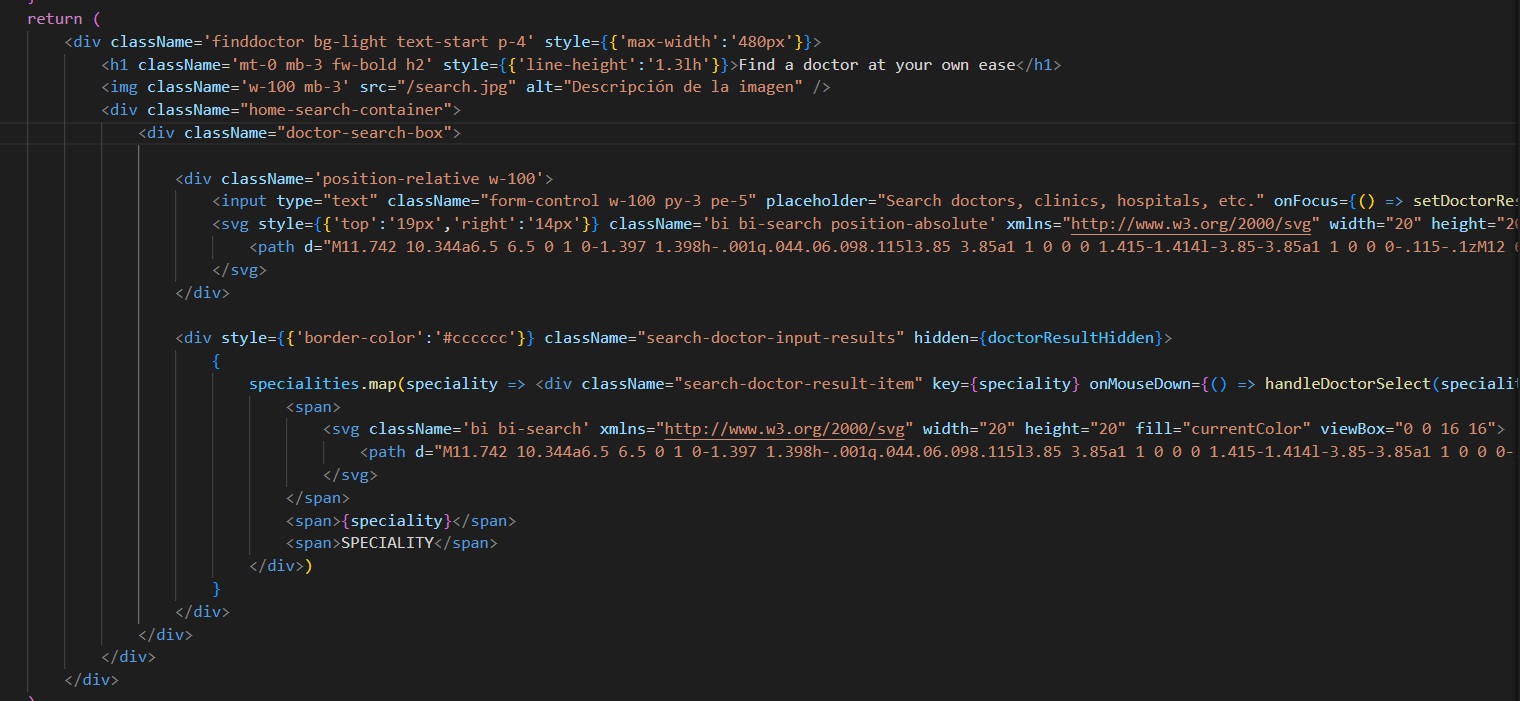 return (
<div className='finddoctor bg-light text-start p-4' style={{'max-width':'480px'}}>
<h1 className='mt-0 mb-3 fw-bold h2' style={{'line-height':'1.3lh'}}>Find a doctor at your own ease</h1>
<img className='w-100 mb-3' src="/search.jpg" alt="Descripción de la imagen" />
<div className="home-search-container">
<div className="doctor-search-box">
<div className='position-relative w-100'>
<input type="text" className="form-control w-100 py-3 pe-5" placeholder="Search doctors, clinics, hospitals, etc." onFocus={() => setDoctorRes
<svg style={{'top':'19px','right':'14px'}} className='bi bi-search position-absolute' xmlns="http://www.w3.org/2000/svg" width="20" height="20
<path d="M11.742 10.344a6.5 6.5 0 1 0-1.397 1.398h-.001q.044.06.098.115l3.85 3.85a1 1 0 0 0 1.415-1.414l-3.85-3.85a1 1 0 0 0-.115-.1zM12
</svg>
</div>
<div style={{'border-color':'#cccccc'}} className="search-doctor-input-results" hidden={doctorResultHidden}>
{
specialities.map(speciality => <div className="search-doctor-result-item" key={speciality} onMouseDown={() => handleDoctorSelect(specialit
<span>
<svg className='bi bi-search' xmlns="http://www.w3.org/2000/svg" width="20" height="20" fill="currentColor" viewBox="0 0 16 16">
<path d="M11.742 10.344a6.5 6.5 0 1 0-1.397 1.398h-.001q.044.06.098.115l3.85 3.85a1 1 0 0 0 1.415-1.414l-3.85-3.85a1 1 0 0 0-
</svg>
</span>
<span>{speciality}</span>
<span>SPECIALITY</span>
</div>)
}
</div>
</div>
</div>
</div>